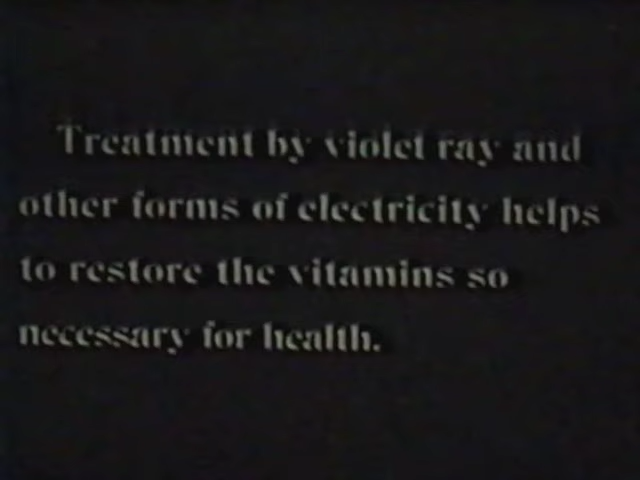 Treatment by violet ray and
other forms of electricity helps
to restore the vitamins so
necessary for health.